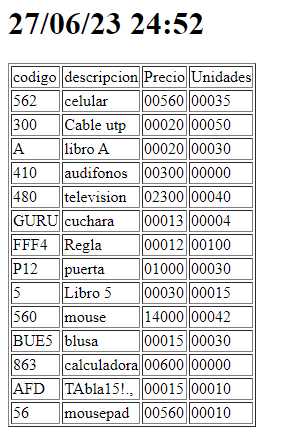 27/06/23 24:52
codigo descripcion Precio Unidades
562 celular 00560 00035
300 Cable utp 00020 00050
A libro A 00020 00030
410 audifonos 00300 00000
480 television 02300 00040
GURU cuchara 00013 00004
FFF4 Regla 00012 00100
P12 puerta 01000 00030
5 Libro 5 00030 00015
560 mouse 14000 00042
BUE5 blusa 00015 00030
863 calculadora 00600 00000
AFD TAbla15!., 00015 00010
56 mousepad 00560 00010